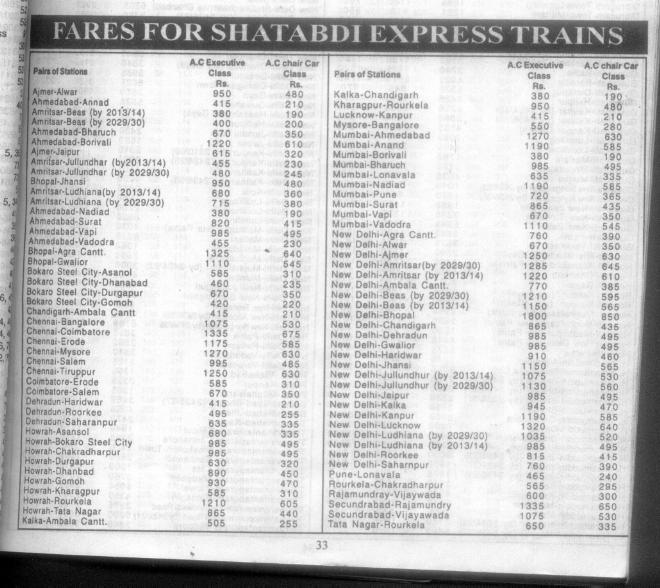 FARES FOR SHATABDI EXPRESS TRAINS
Pairs of Stations A.C Executive Class Rs. A.C chair Car Class Rs.
Ajmer-Alwar 950 480
Ahmedabad-Annad 415 210
Amritsar-Beas (by 2013/14) 380 190
Amritsar-Beas (by 2029/30) 400 200
Ahmedabad-Bharuch 670 350
Ahmedabad-Borivali 1220 610
Ajmer-Jaipur 615 320
Amritsar-Jullundhar (by2013/14) 455 230
Amritsar-Jullundhar (by 2029/30) 480 245
Bhopal-Jhansi 950 480
Amritsar-Ludhiana(by2013/14) 680 360
Amritsar-Ludhiana (by 2029/30) 715 380
Ahmedabad-Nadiad 380 190
Ahmedabad-Surat 820 415
Ahmedabad-Vapi 985 495
Ahmedabad-Vadodra 455 230
Bhopal-Agra Cantt. 1325 640
Bhopal-Gwalior 1110 545
Bokaro Steel City-Asanol 585 310
Bokaro Steel City-Dhanabad 460 235
Bokaro Steel City-Durgapur 670 350
Bokaro Steel City-Gomoh 420 220
Chandigarh-Ambala Cantt 415 210
Chennai-Bangalore 1075 530
Chennai-Coimbatore 1335 675
Chennai-Erode 1175 585
Chennai-Mysore 1270 630
Chennai-Salem 995 485
Chennai-Tiruppur 1250 630
Coimbatore-Erode 585 310
Coimbatore-Salem 670 350
Dehradun-Haridwar 415 210
Dehradun-Roorkee 495 255
Dehradun-Saharanpur 635 335
Howrah-Asansol 680 335
Howrah-Bokaro Steel City 985 495
Howrah-Chakradharpur 985 495
Howrah-Durgapur 630 320
Howrah-Dhanbad 890 450
Howrah-Gomoh 930 470
Howrah-Kharagpur 585 310
Howrah-Rourkela 1210 605
Howrah-Tata Nagar 865 440
Kalka-Ambala Cantt. 505 255
Pairs of Stations A.C Executive Class Rs. A.C chair Car Class Rs.
Kalka-Chandigarh 380 190
Kharagpur-Rourkela 950 480
Lucknow-Kanpur 415 210
Mysore-Bangalore 550 280
Mumbai-Ahmedabad 1270 630
Mumbai-Anand 1190 585
Mumbai-Borivali 380 190
Mumbai-Bharuch 985 495
Mumbai-Lonavala 635 335
Mumbai-Nadiad 1190 585
Mumbai-Pune 720 365
Mumbai-Surat 865 435
Mumbai-Vapi 670 350
Mumbai-Vadodra 1110 545
New Delhi-Agra Cantt. 760 390
New Delhi-Alwar 670 350
New Delhi-Ajmer 1250 630
New Delhi-Amritsar(by 2029/30) 1285 645
New Delhi-Amritsar (by 2013/14) 1220 610
New Delhi-Ambala Cantt. 770 385
New Delhi-Beas (by 2029/30) 1210 595
New Delhi-Beas (by 2013/14) 1150 565
New Delhi-Bhopal 1800 850
New Delhi-Chandigarh 865 435
New Delhi-Dehradun 985 495
New Delhi-Gwalior 985 495
New Delhi-Haridwar 910 460
New Delhi-Jhansi 1150 565
New Delhi-Jullundhur (by 2013/14) 1075 530
New Delhi-Jullundhur (by 2029/30) 1130 560
New Delhi-Jaipur 985 495
New Delhi-Kalka 945 470
New Delhi-Kanpur 1190 585
New Delhi-Lucknow 1320 640
New Delhi-Ludhiana (by 2029/30) 1035 520
New Delhi-Ludhiana (by 2013/14) 985 495
New Delhi-Roorkee 815 415
New Delhi-Saharnpur 760 390
Pune-Lonavala 465 240
Rourkela-Chakradharpur 565 295
Rajamundray-Vijaywada 600 300
Secundrabad-Rajamundry 1335 650
Secundrabad-Vijayawada 1075 530
Tata Nagar-Rourkela 650 335
33